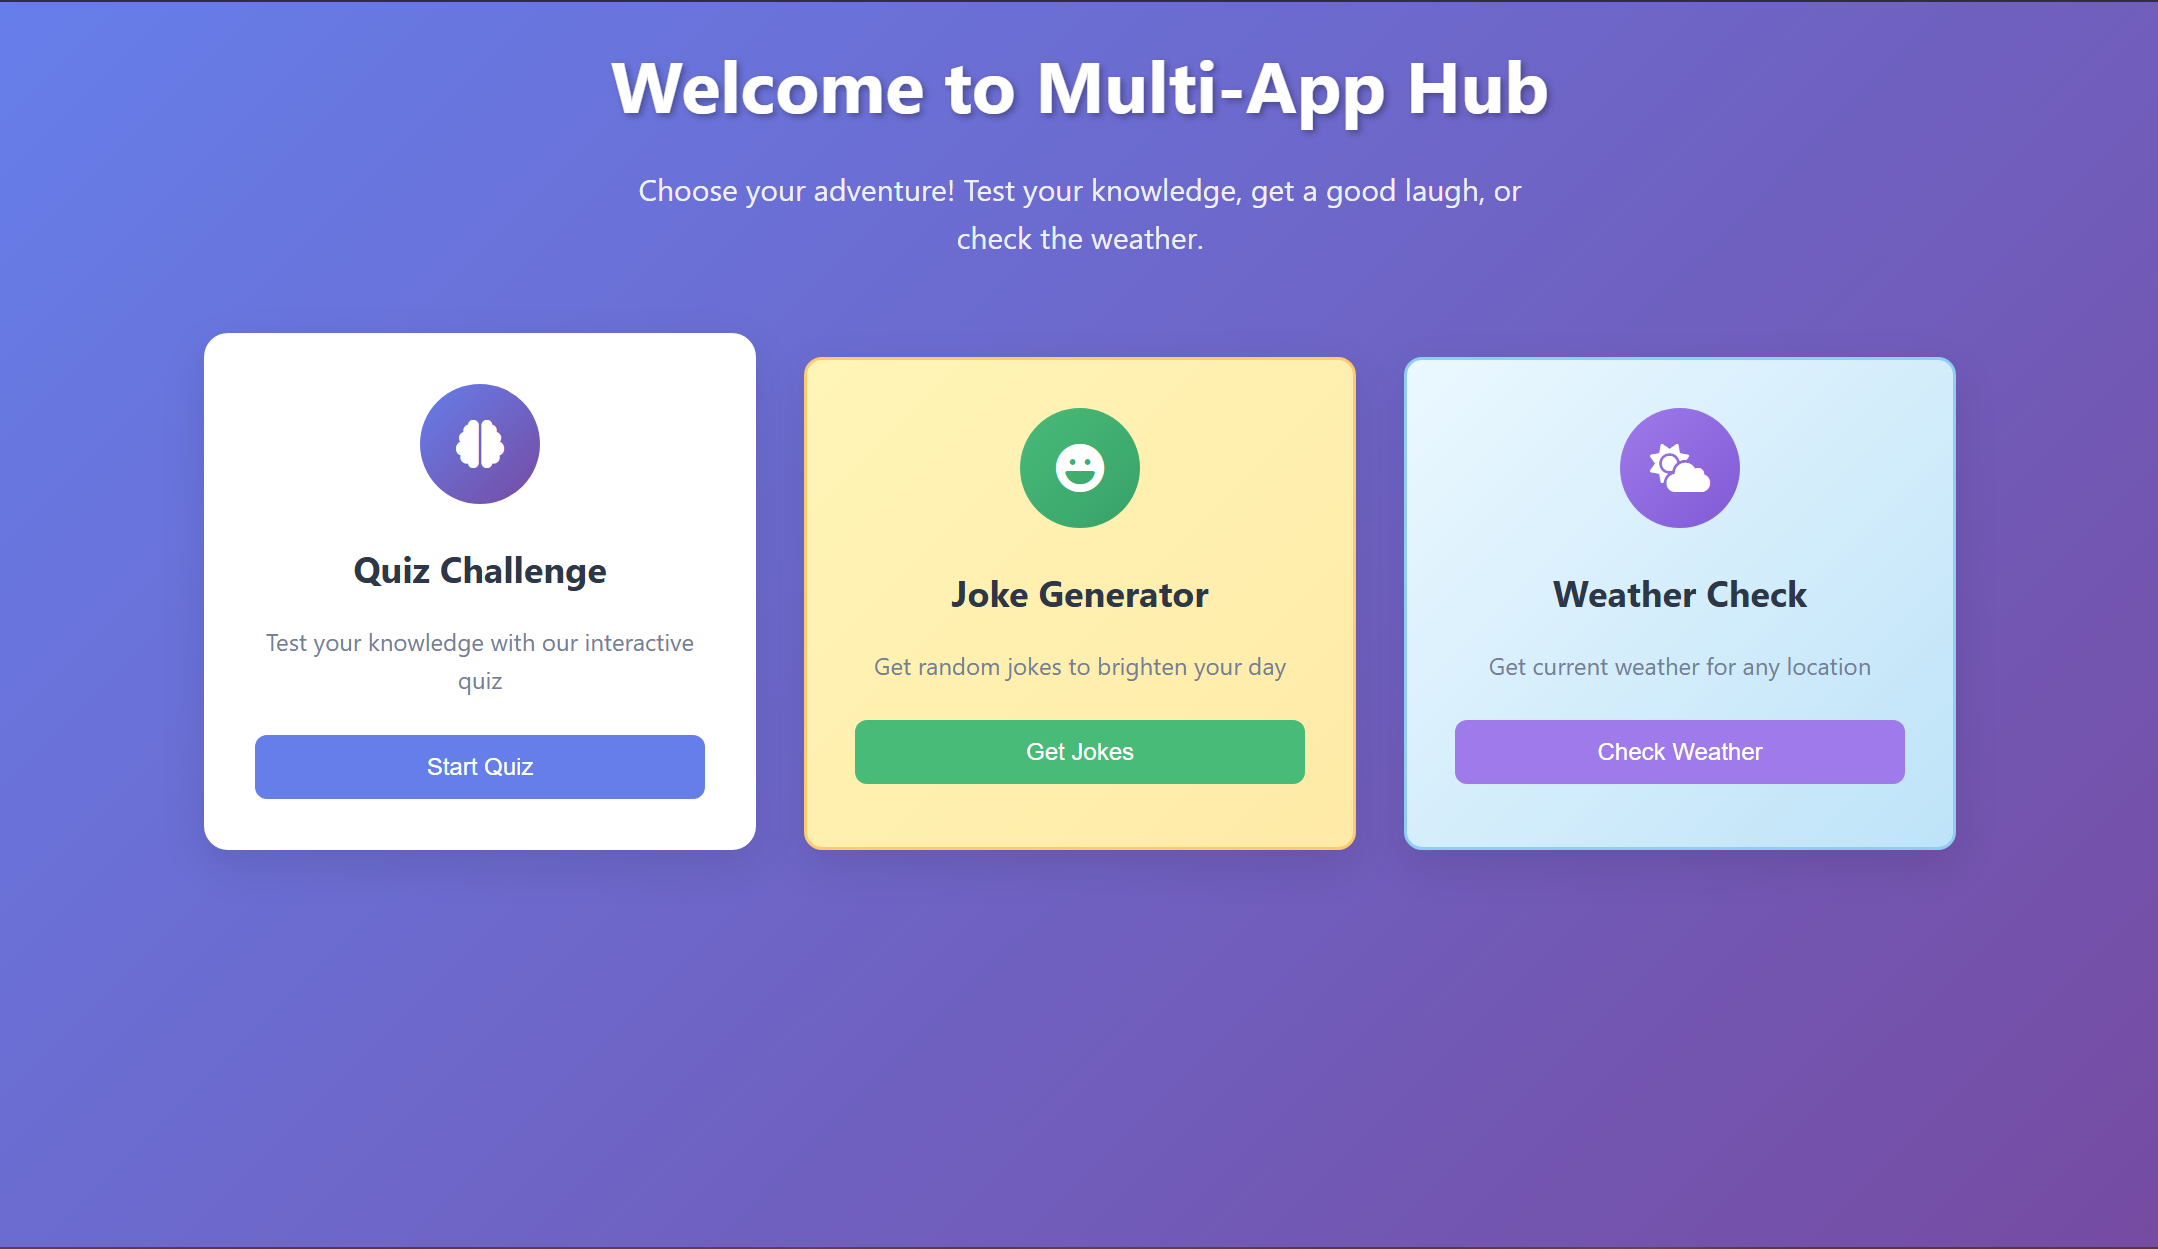 Welcome to Multi-App Hub
Choose your adventure! Test your knowledge, get a good laugh, or
check the weather.
Quiz Challenge
Test your knowledge with our interactive
quiz
Start Quiz
Joke Generator
Get random jokes to brighten your day
Get Jokes
Weather Check
Get current weather for any location
Check Weather